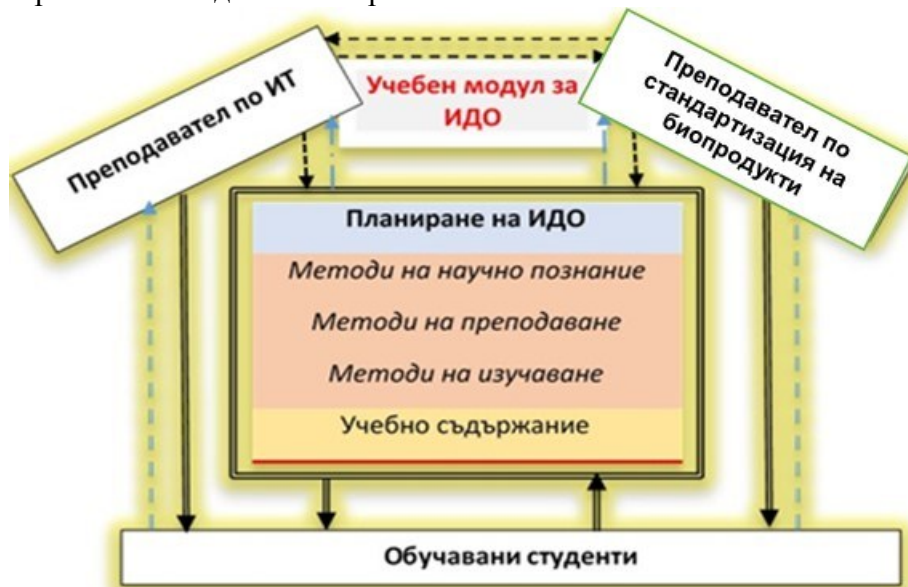 Учебен модул за
ИДО
Преподавател по ИТ
Преподавател по
стандартизация на
биопродукти
Планиране на ИДО
Методи на научно познание
Методи на преподаване
Методи на изучаване
Учебно съдържание
Обучавани студенти